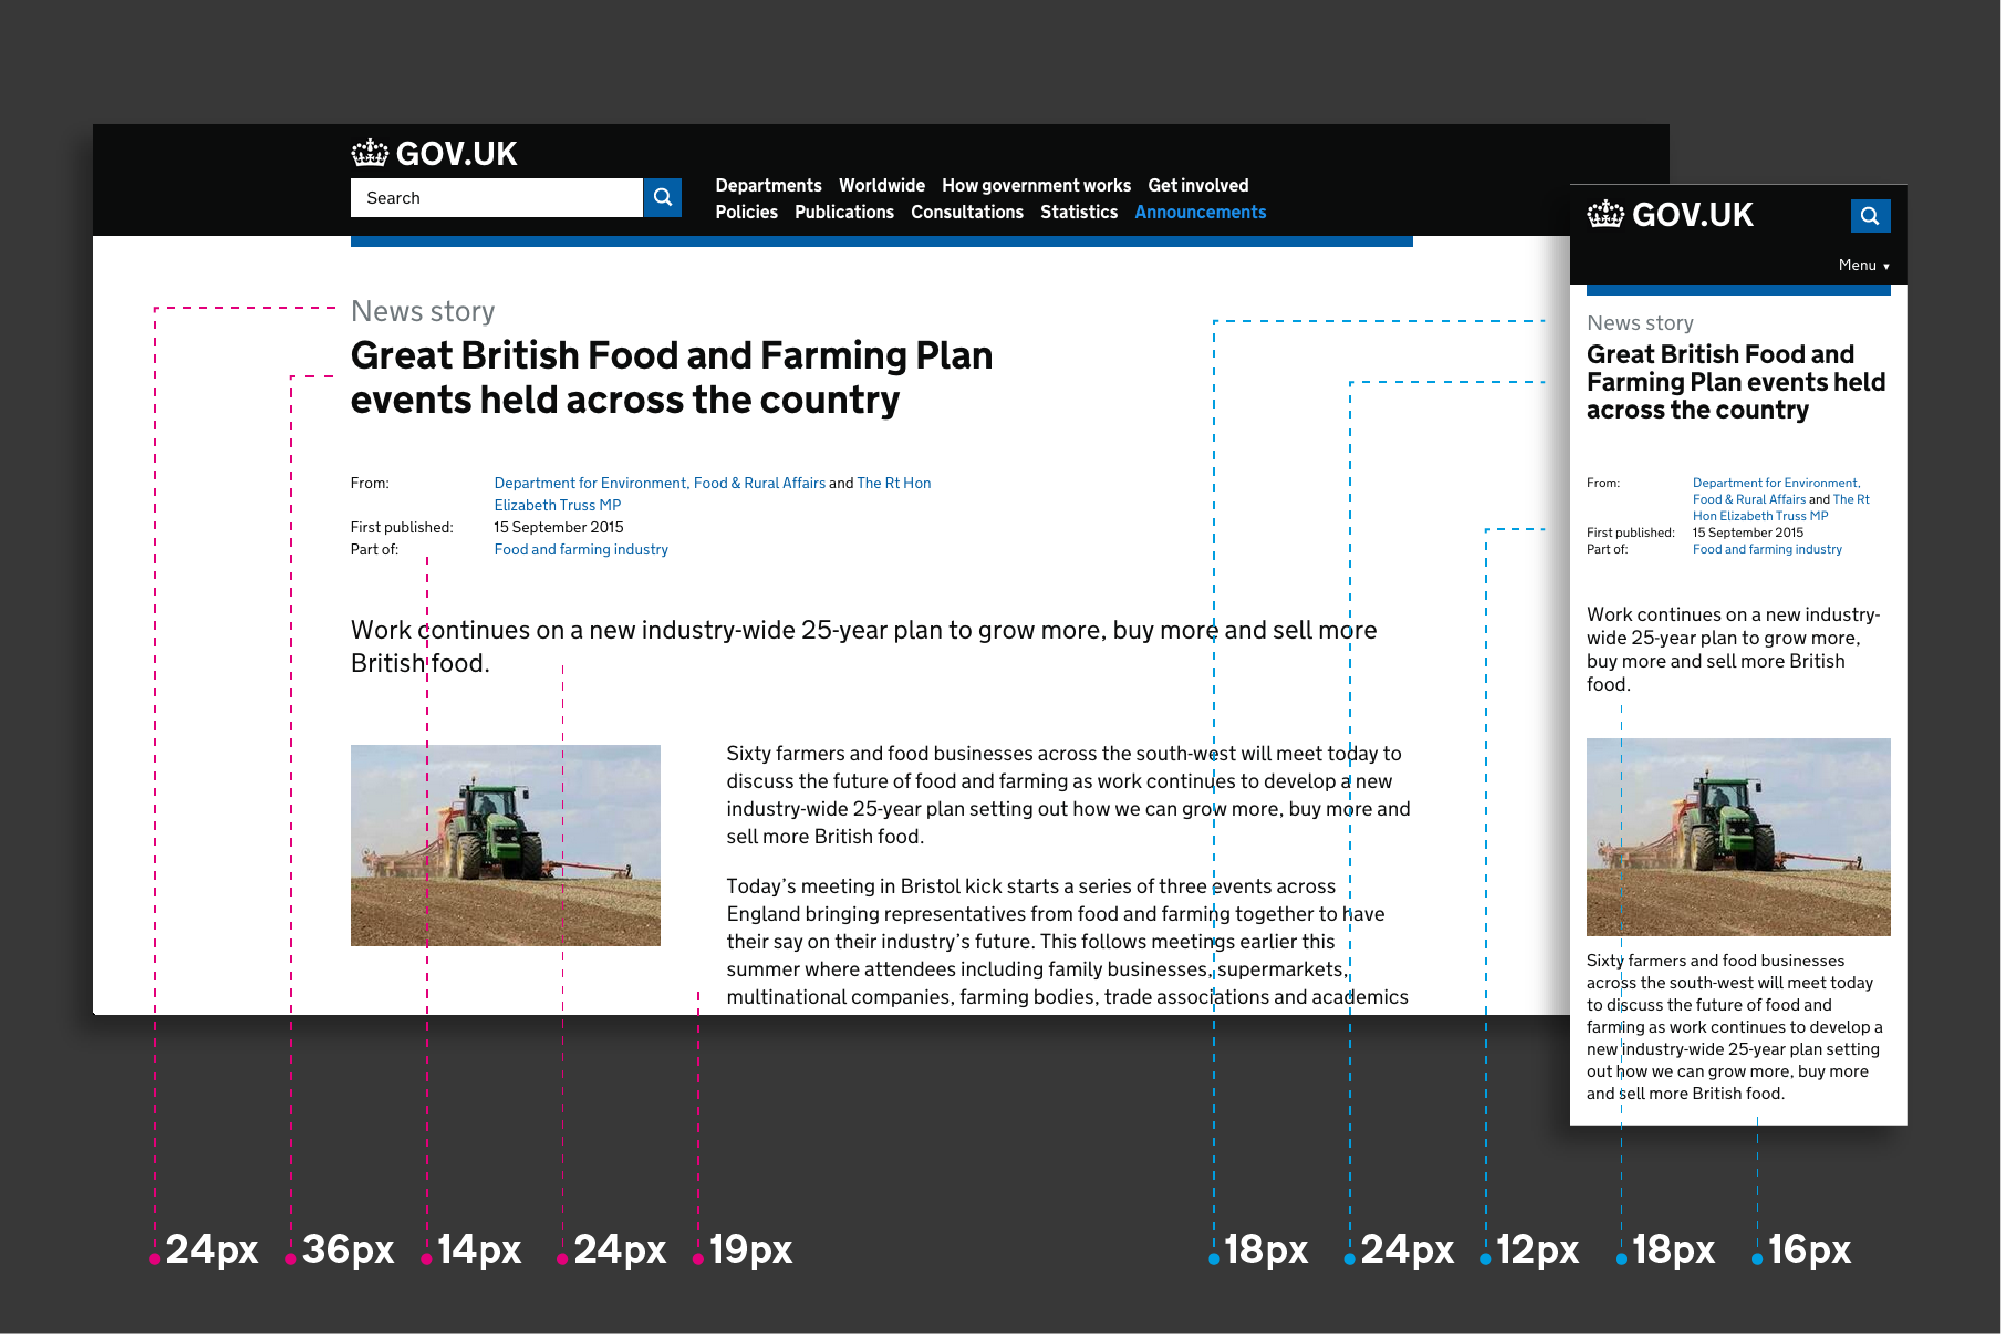 GOV.UK
Search
Departments Worldwide How government works Get involved
Policies Publications Consultations Statistics Announcements
News story
Great British Food and Farming Plan
events held across the country
From: Department for Environment, Food & Rural Affairs and The Rt Hon
Elizabeth Truss MP
First published: 15 September 2015
Part of: Food and farming industry
Work continues on a new industry-wide 25-year plan to grow more, buy more and sell more
British food.
Sixty farmers and food businesses across the south-west will meet today to
discuss the future of food and farming as work continues to develop a new
industry-wide 25-year plan setting out how we can grow more, buy more and
sell more British food.
Today’s meeting in Bristol kick starts a series of three events across
England bringing representatives from food and farming together to have
their say on their industry’s future. This follows meetings earlier this
summer where attendees including family businesses, supermarkets,
multinational companies, farming bodies, trade associations and academics
GOV.UK
Menu ▼
News story
Great British Food and
Farming Plan events held
across the country
From: Department for Environment,
Food & Rural Affairs and The Rt
Hon Elizabeth Truss MP
First published: 15 September 2015
Part of: Food and farming industry
Work continues on a new industry-
wide 25-year plan to grow more,
buy more and sell more British
food.
Sixty farmers and food businesses
across the south-west will meet today
to discuss the future of food and
farming as work continues to develop a
new industry-wide 25-year plan setting
out how we can grow more, buy more
and sell more British food.
24px 36px 14px 24px 19px 18px 24px 12px 18px 16px